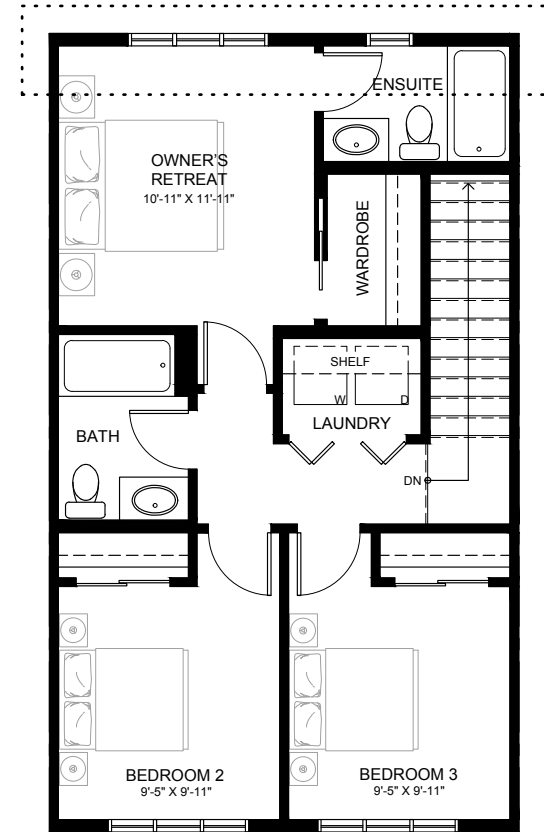 ENSUITE
OWNER'S
RETREAT
10'-11" X 11'-11"
WARDROBE
SHELF
W
D
LAUNDRY
BATH
DN
BEDROOM 2
9'-5" X 9'-11"
BEDROOM 3
9'-5" X 9'-11"